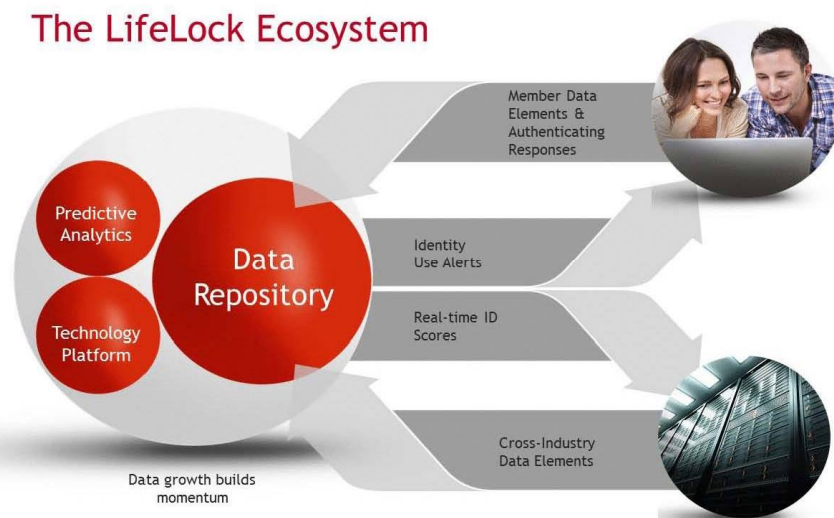 The LifeLock Ecosystem
Member Data
Elements &
Authenticating
Responses
Predictive
Analytics
Data
Repository
Identity
Use Alerts
Technology
Platform
Real-time ID
Scores
Cross-Industry
Data Elements
Data growth builds
momentum